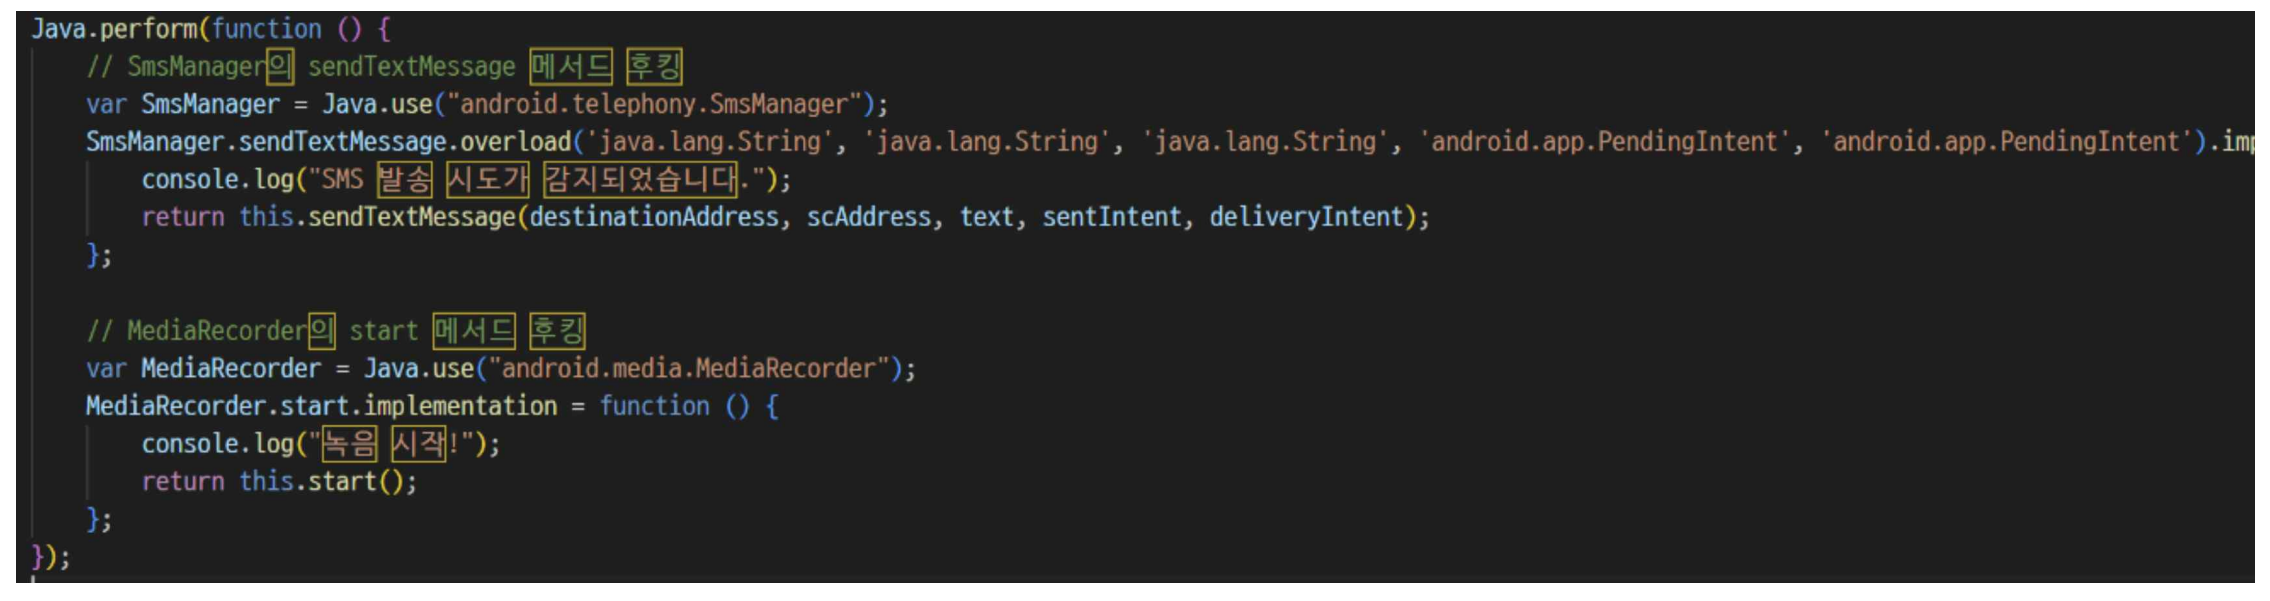 Java.perform(function () {
// SmsManager의 sendTextMessage 메서드 후킹
var SmsManager = Java.use("android.telephony.SmsManager");
SmsManager.sendTextMessage.overload('java.lang.String', 'java.lang.String', 'java.lang.String', 'android.app.PendingIntent', 'android.app.PendingIntent').imp
console.log("SMS 발송 시도가 감지되었습니다.");
return this.sendTextMessage(destinationAddress, scAddress, text, sentIntent, deliveryIntent);
};
// MediaRecorder의 start 메서드 후킹
var MediaRecorder = Java.use("android.media.MediaRecorder");
MediaRecorder.start.implementation = function () {
console.log("녹음 시작!");
return this.start();
};
});